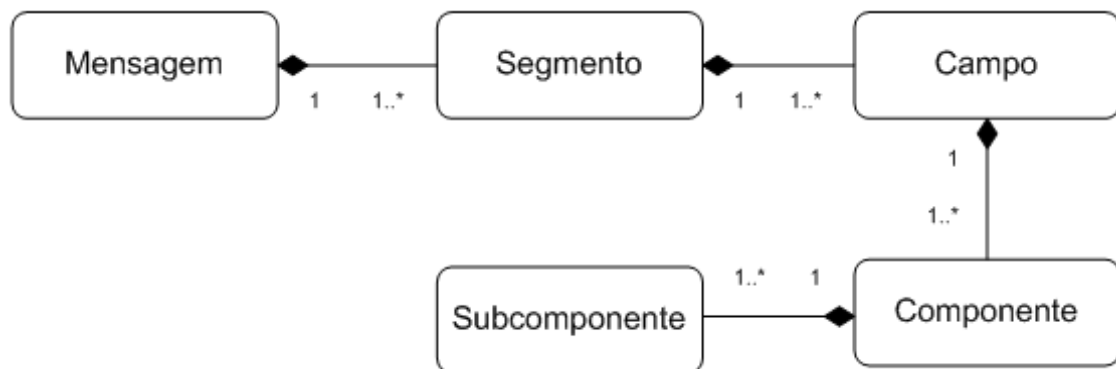 Mensagem
Segmento
Campo
1
1..*
1
1..*
1
1..*
1..*
1
Subcomponente
Componente